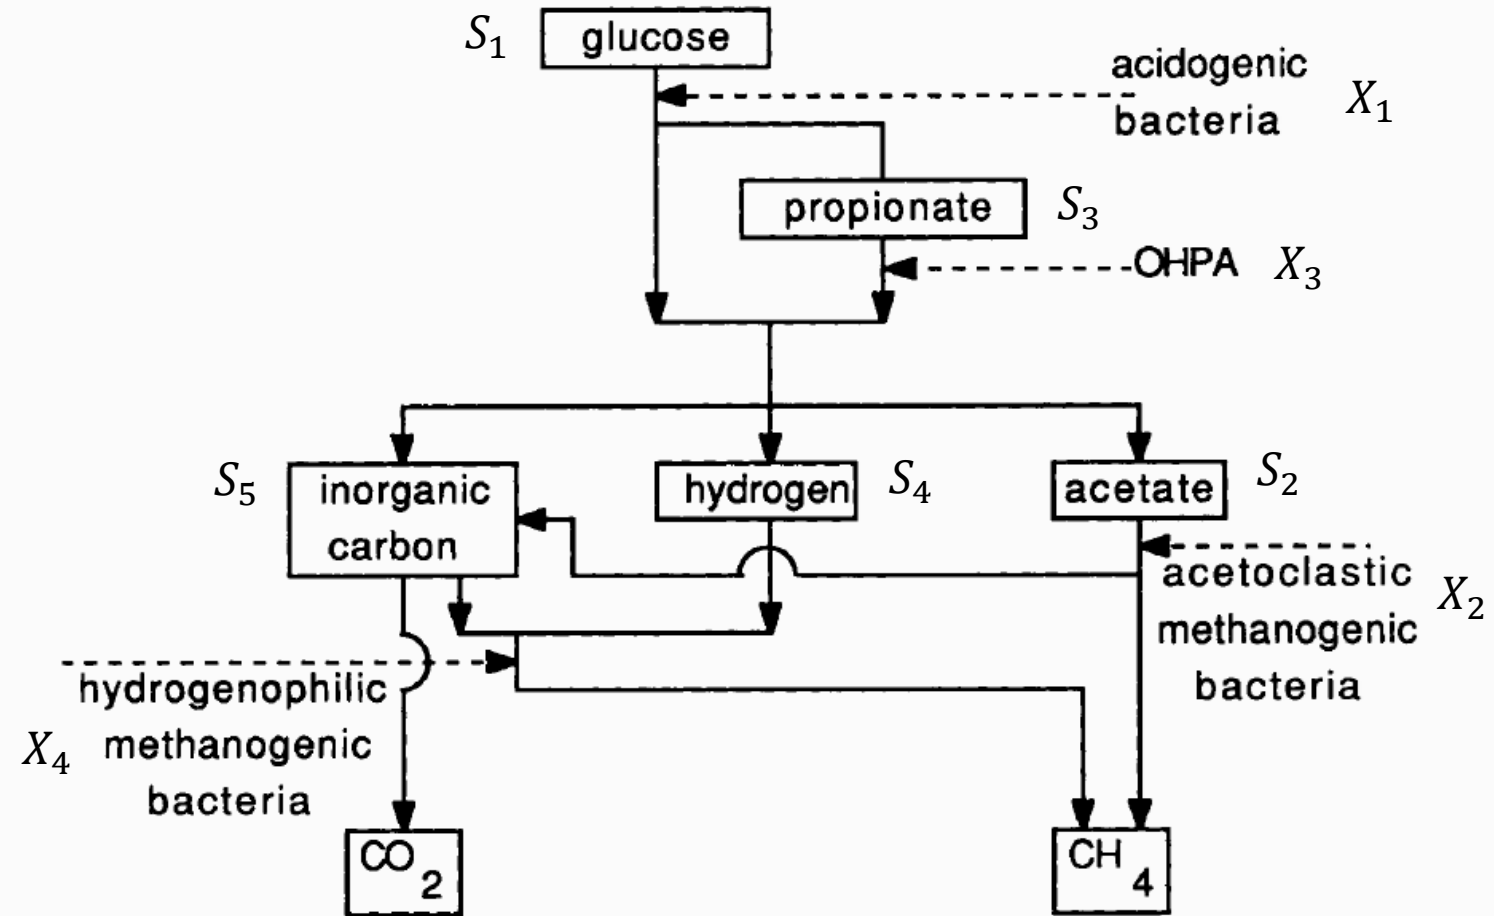 S₁
glucose
acidogenic
bacteria
X₁
propionate
S₃
OHPA
X₃
S₅
inorganic
carbon
hydrogen
S₄
acetate
S₂
acetoclastic
methanogenic
bacteria
X₂
hydrogenophilic
methanogenic
bacteria
X₄
CO₂
CH₄